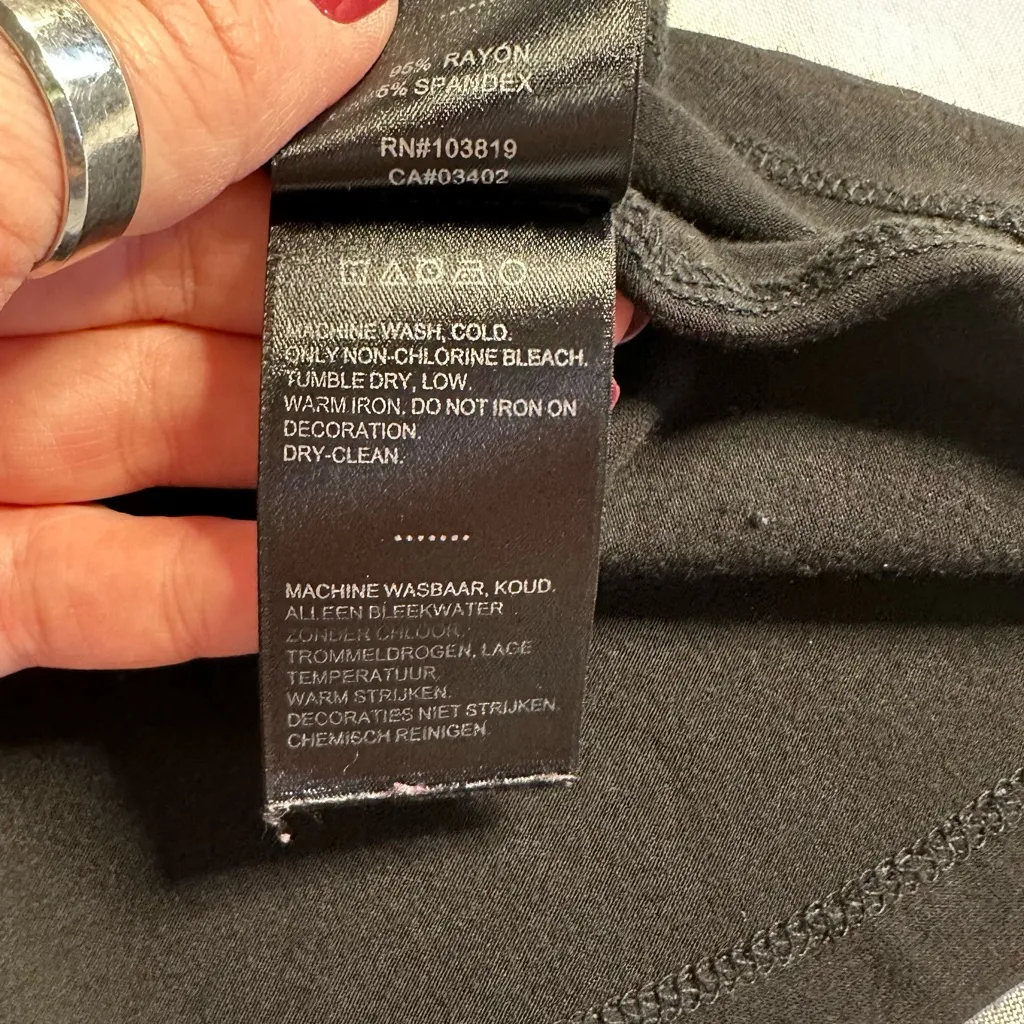 95% RAYON
5% SPANDEX
RN#103819
CA#03402
MACHINE WASH, COLD.
ONLY NON-CHLORINE BLEACH.
TUMBLE DRY, LOW.
WARM IRON. DO NOT IRON ON
DECORATION.
DRY-CLEAN.
.......
MACHINE WASBAAR, KOUD.
ALLEEN BLEEKWATER
ZONDER CHLOOR.
TROMMELDROGEN, LAGE
TEMPERATUUR.
WARM STRIJKEN.
DECORATIES NIET STRIJKEN.
CHEMISCH REINIGEN.